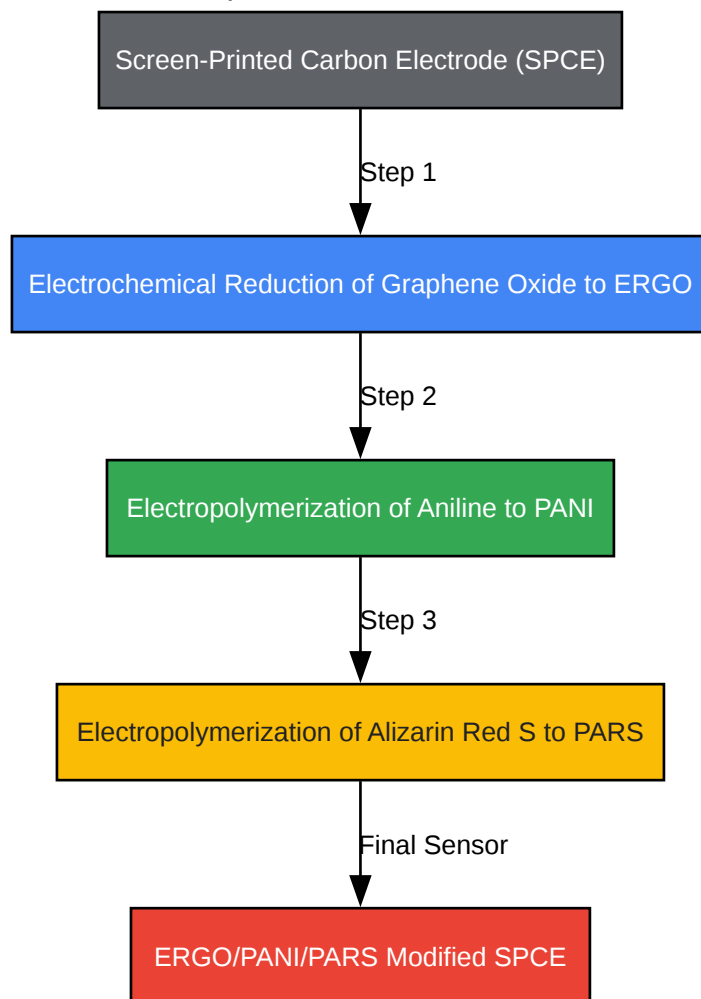 Screen-Printed Carbon Electrode (SPCE)
Step 1
Electrochemical Reduction of Graphene Oxide to ERGO
Step 2
Electropolymerization of Aniline to PANI
Step 3
Electropolymerization of Alizarin Red S to PARS
Final Sensor
ERGO/PANI/PARS Modified SPCE